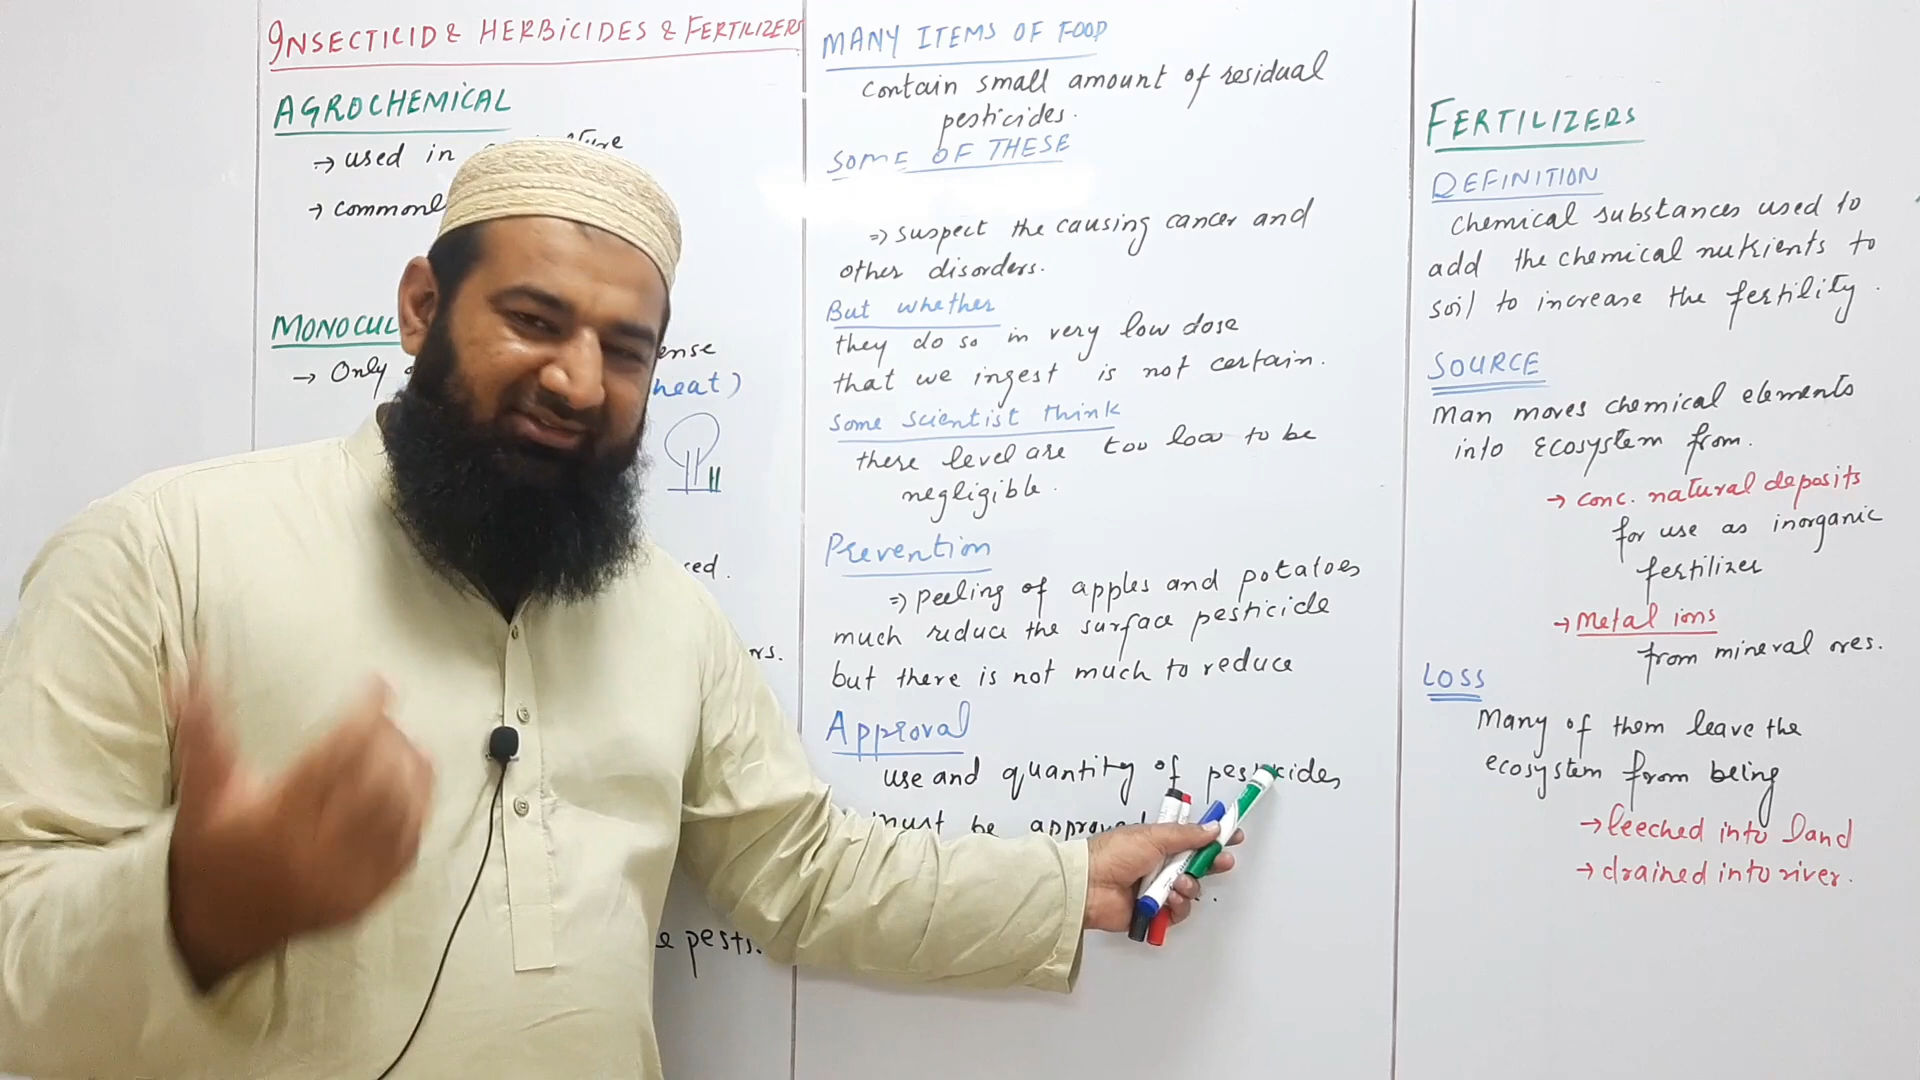 INSECTICID & HERBICIDES & FERTILIZERS
AGROCHEMICAL
→ used in
→
MONOCUL
→ Only
ense
heat)
ced.
rs.
pests.
MANY ITEMS OF FOOD
contain small amount of residual
pesticides.
SOME OF THESE
⇒ suspect the causing cancer and
other disorders.
But whether
they do so in very low dose
that we ingest is not certain.
Some scientist think
there level are too low to be
negligible.
Prevention
⇒ peeling of apples and potatoes
much reduce the surface pesticide
but there is not much to reduce
Approval
use and quantity of pesticides
must be approved
FERTILIZERS
DEFINITION
chemical substances used to
add the chemical nutrients to
soil to increase the fertility.
SOURCE
Man moves chemical elements
into Ecosystem from.
→ conc. natural deposits
for use as inorganic
fertilizer
→ Metal ions
from mineral ores.
LOSS
Many of them leave the
ecosystem from being
→ leeched into land
→ drained into river.